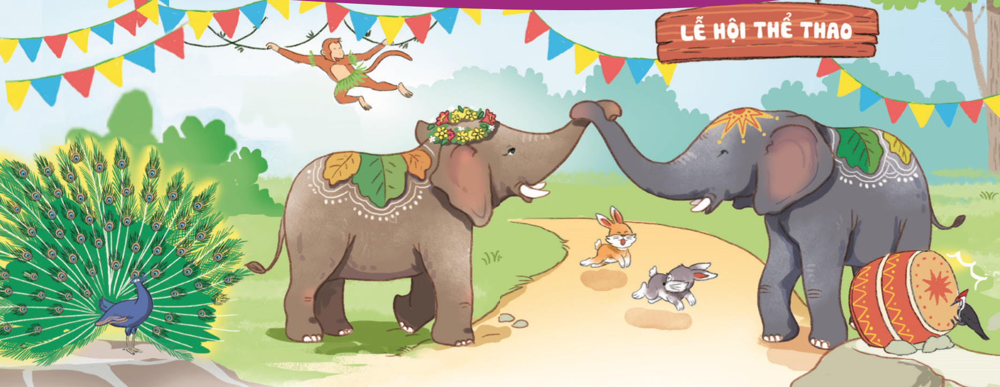 LỄ HỘI THỂ THAO